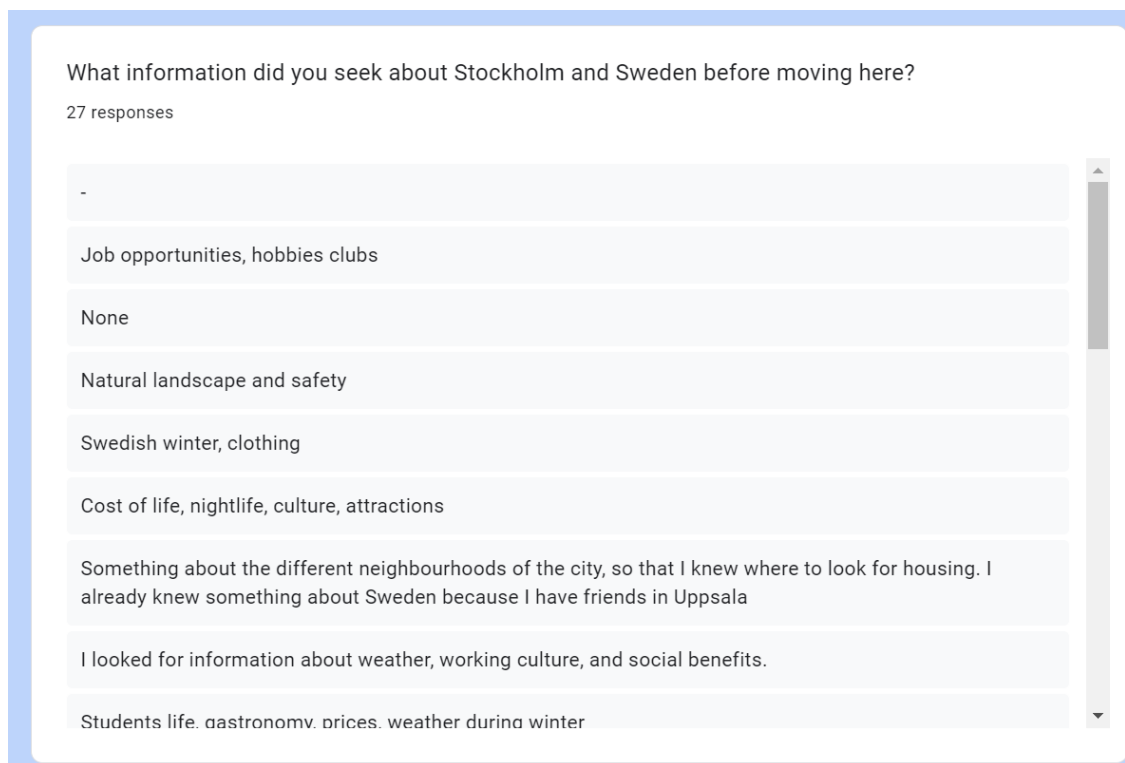 What information did you seek about Stockholm and Sweden before moving here?
27 responses
-
Job opportunities, hobbies clubs
None
Natural landscape and safety
Swedish winter, clothing
Cost of life, nightlife, culture, attractions
Something about the different neighbourhoods of the city, so that I knew where to look for housing. I
already knew something about Sweden because I have friends in Uppsala
I looked for information about weather, working culture, and social benefits.
Students life, gastronomy, prices, weather during winter